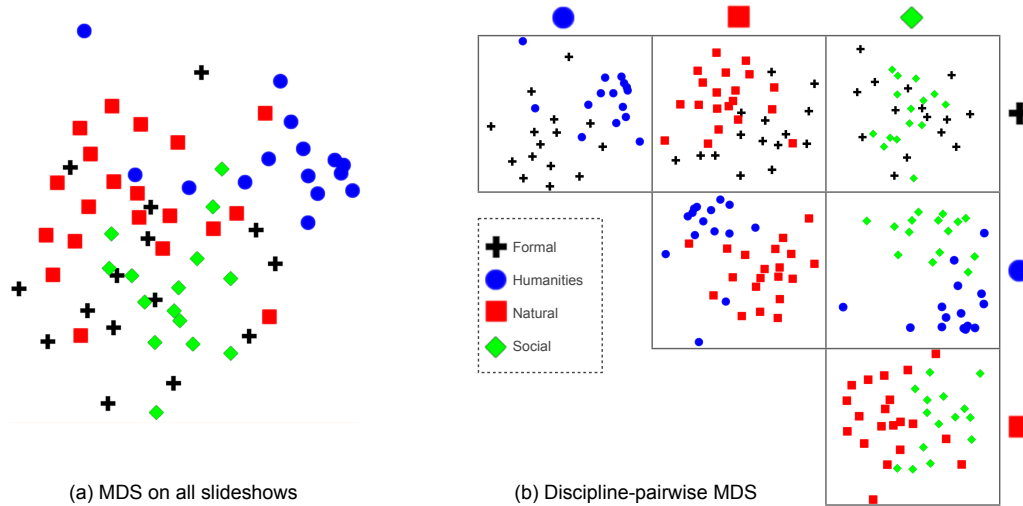 Formal
Humanities
Natural
Social
(a) MDS on all slideshows
(b) Discipline-pairwise MDS